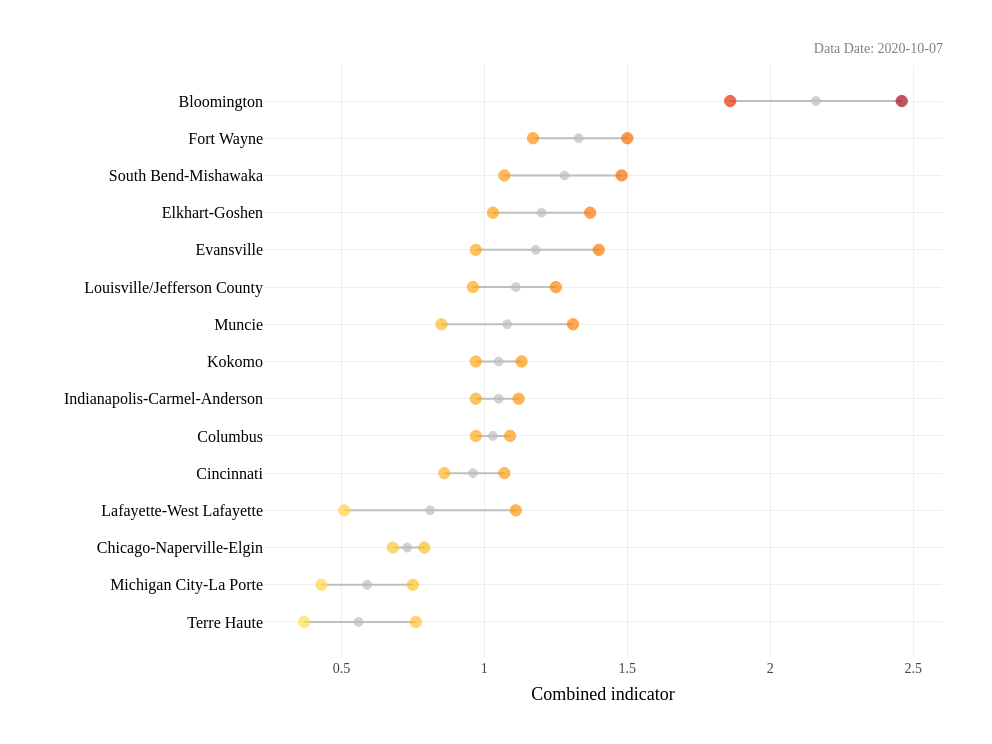 Data Date: 2020-10-07
Bloomington
Fort Wayne
South Bend-Mishawaka
Elkhart-Goshen
Evansville
Louisville/Jefferson County
Muncie
Kokomo
Indianapolis-Carmel-Anderson
Columbus
Cincinnati
Lafayette-West Lafayette
Chicago-Naperville-Elgin
Michigan City-La Porte
Terre Haute
0.5 1 1.5 2 2.5
Combined indicator